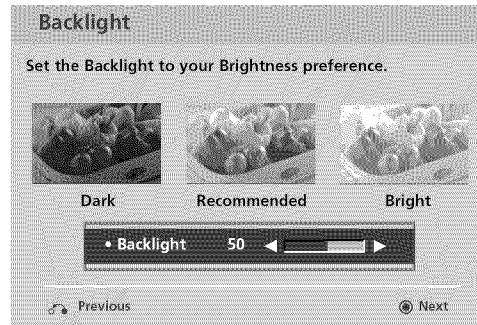 Backlight
Set the Backlight to your Brightness preference.
Dark Recommended Bright
• Backlight 50
Previous Next